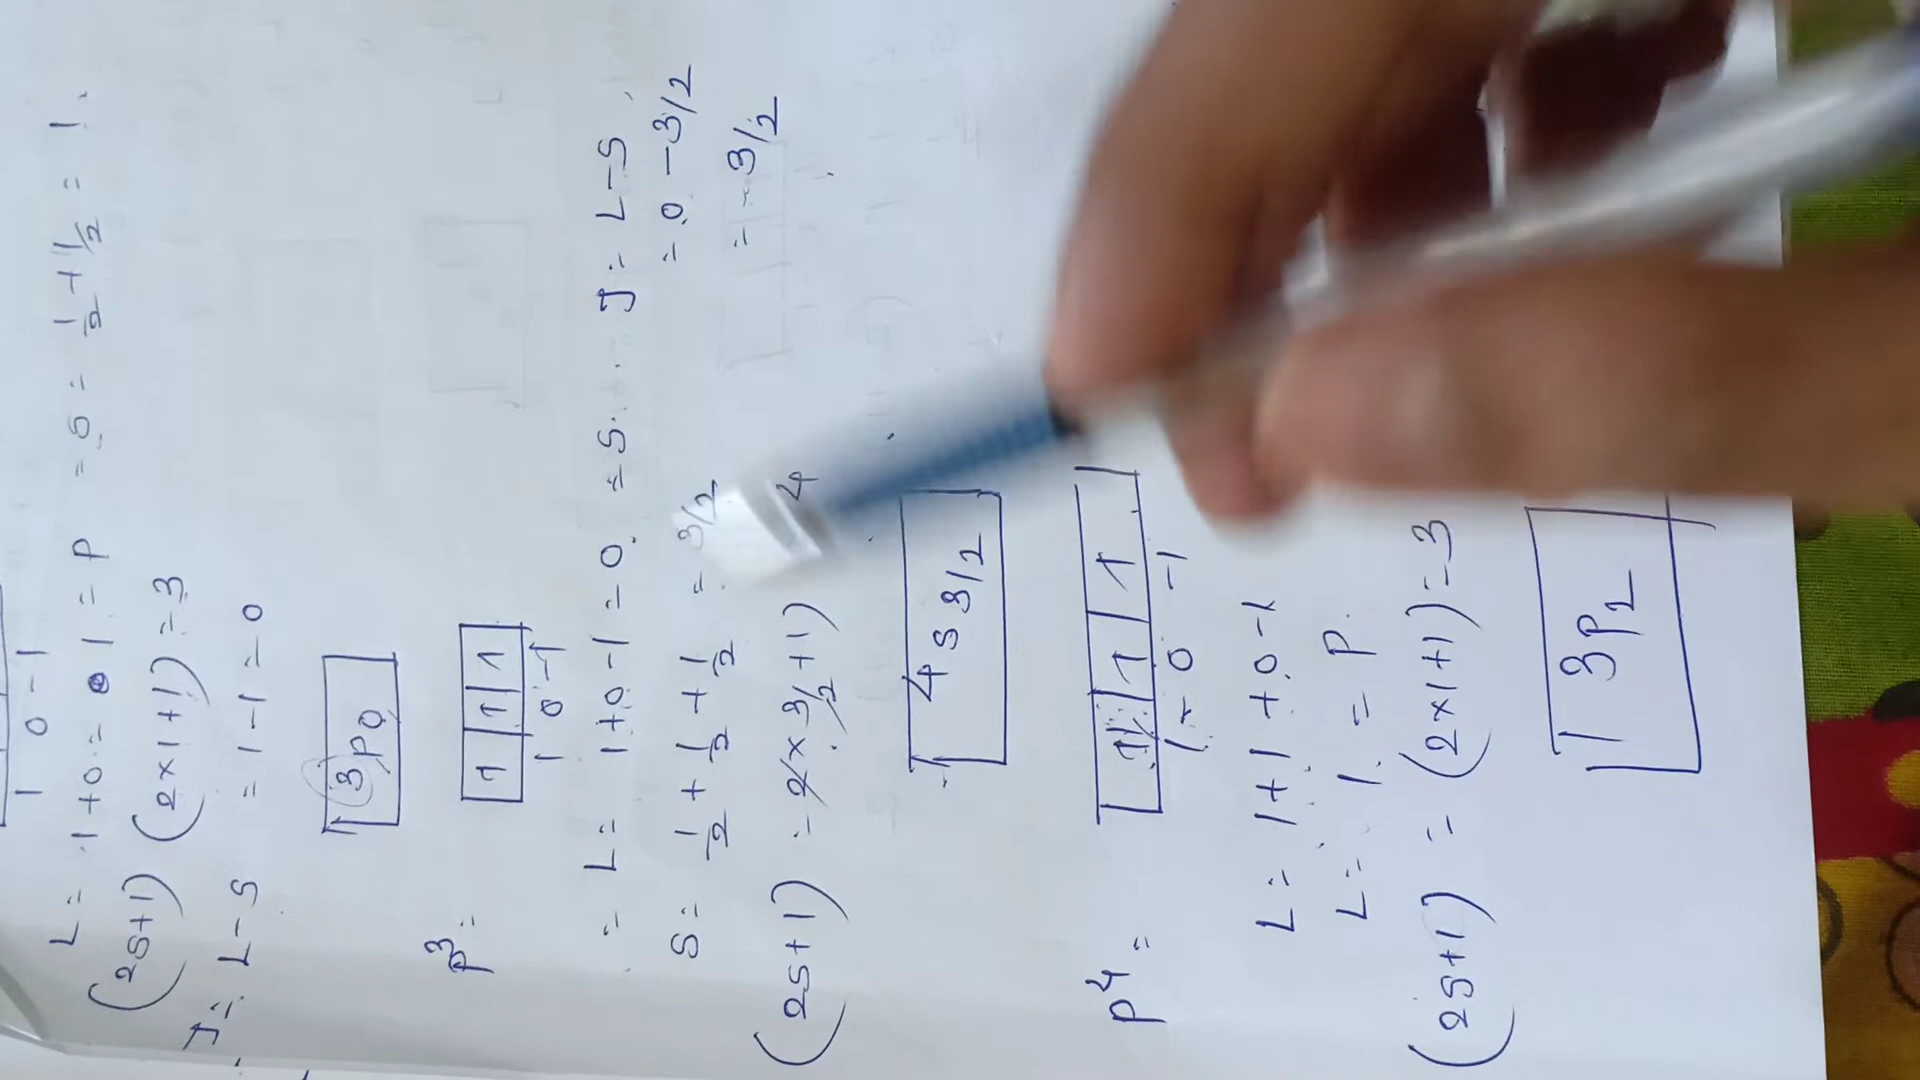 1 0 -1
L = 1+0 = 1 = P = S = 1/2 + 1/2 = 1.
(2S+1) (2×1+1) = 3
J = L-S = 1-1 = 0
3P0
p³ =
1 1 1
1 0 -1
= L = 1+0-1 = 0 = S. J = L-S
S = 1/2 + 1/2 + 1/2 = 3/2 = 0 - 3/2
(2S+1) = 2×3/2+1) 4 = -3/2
4 S 3/2
p⁴ =
1⇂ 1 1
1 0 -1
L = 1+1+0-1
L = 1 = P.
(2S+1) = (2×1+1) = 3
3P2